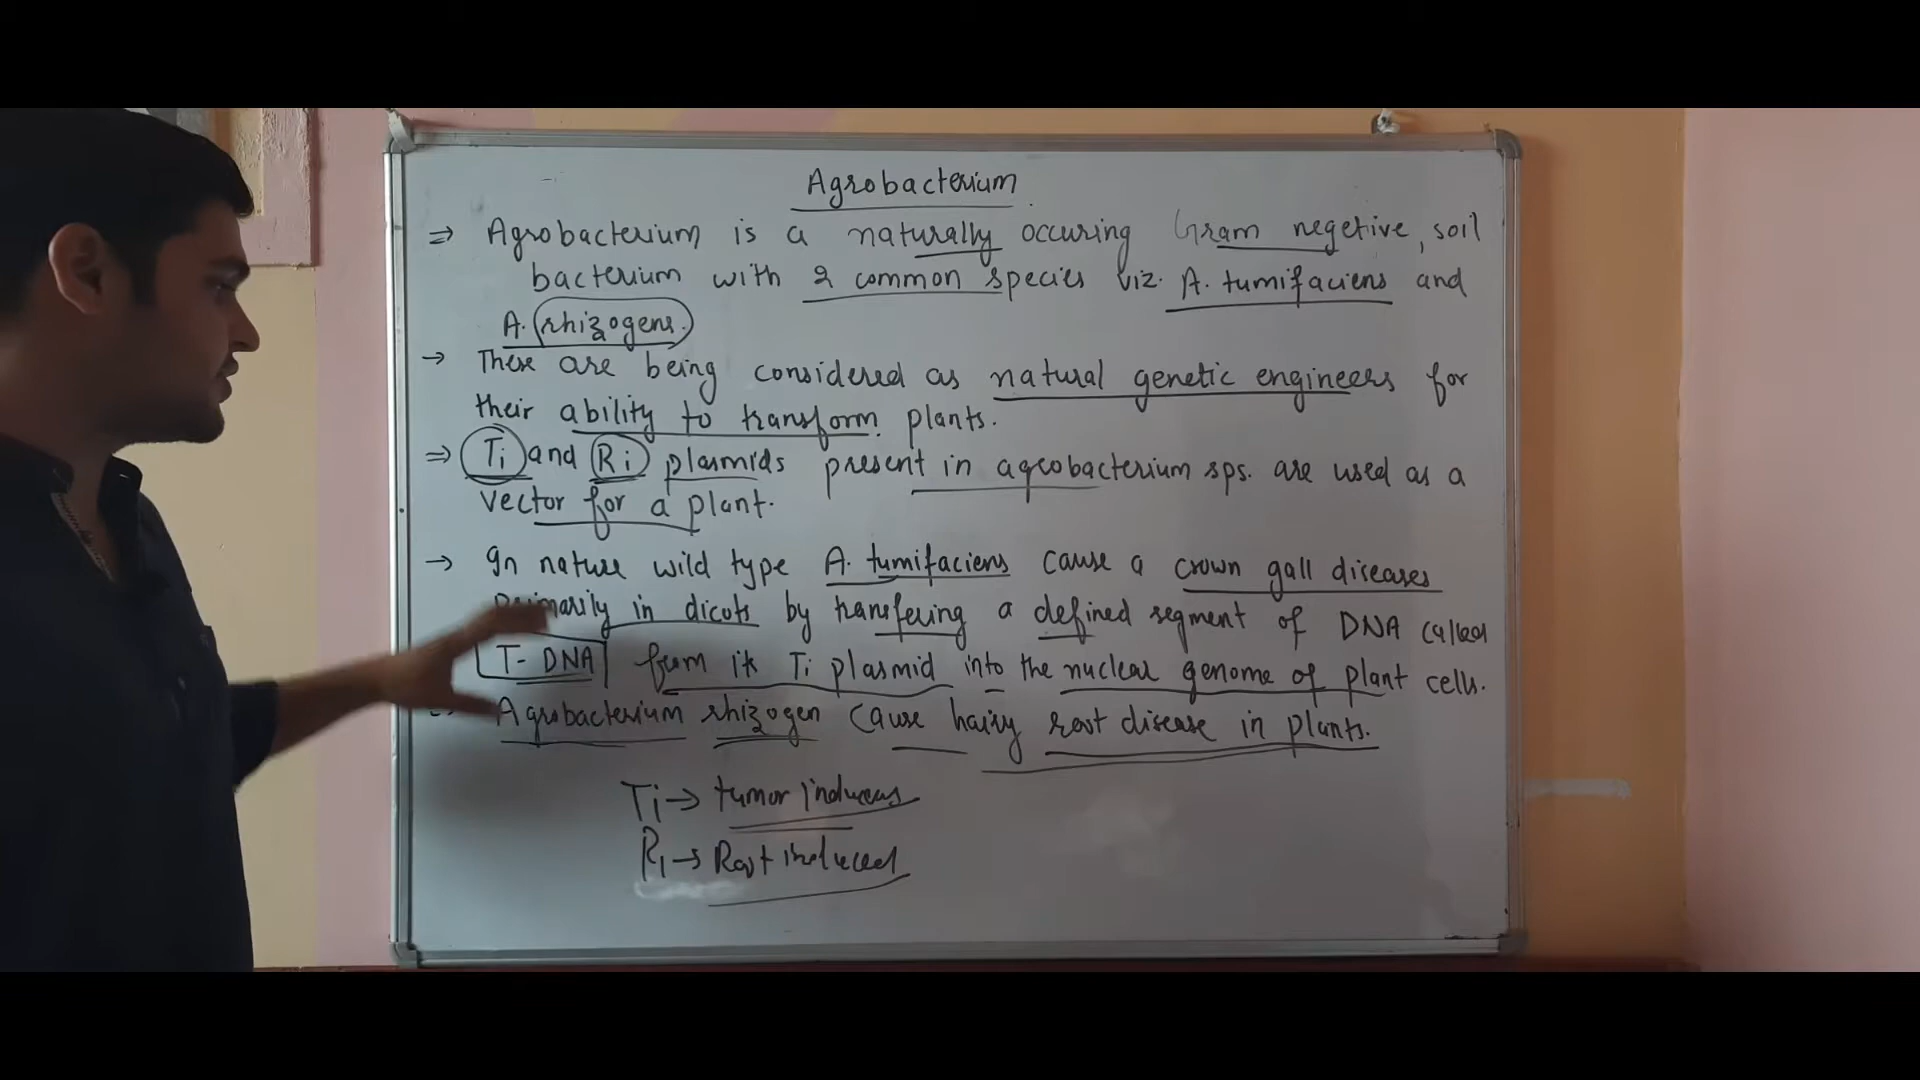 Agrobacterium
⇒ Agrobacterium is a naturally occuring Gram negetive, soil
bacterium with 2 common species viz. A. tumifaciens and
A. rhizogens.
→ These are being considered as natural genetic engineers for
their ability to transform plants.
⇒ Ti and Ri plasmids present in agrobacterium sps. are used as a
vector for a plant.
→ In nature wild type A. tumifaciens cause a crown gall diseases
Primarily in dicots by transfering a defined segment of DNA called
T-DNA from its Ti plasmid into the nuclear genome of plant cells.
Agrobacterium rhizogen cause hairy root disease in plants.
Ti → tumor
Ri → Root induced